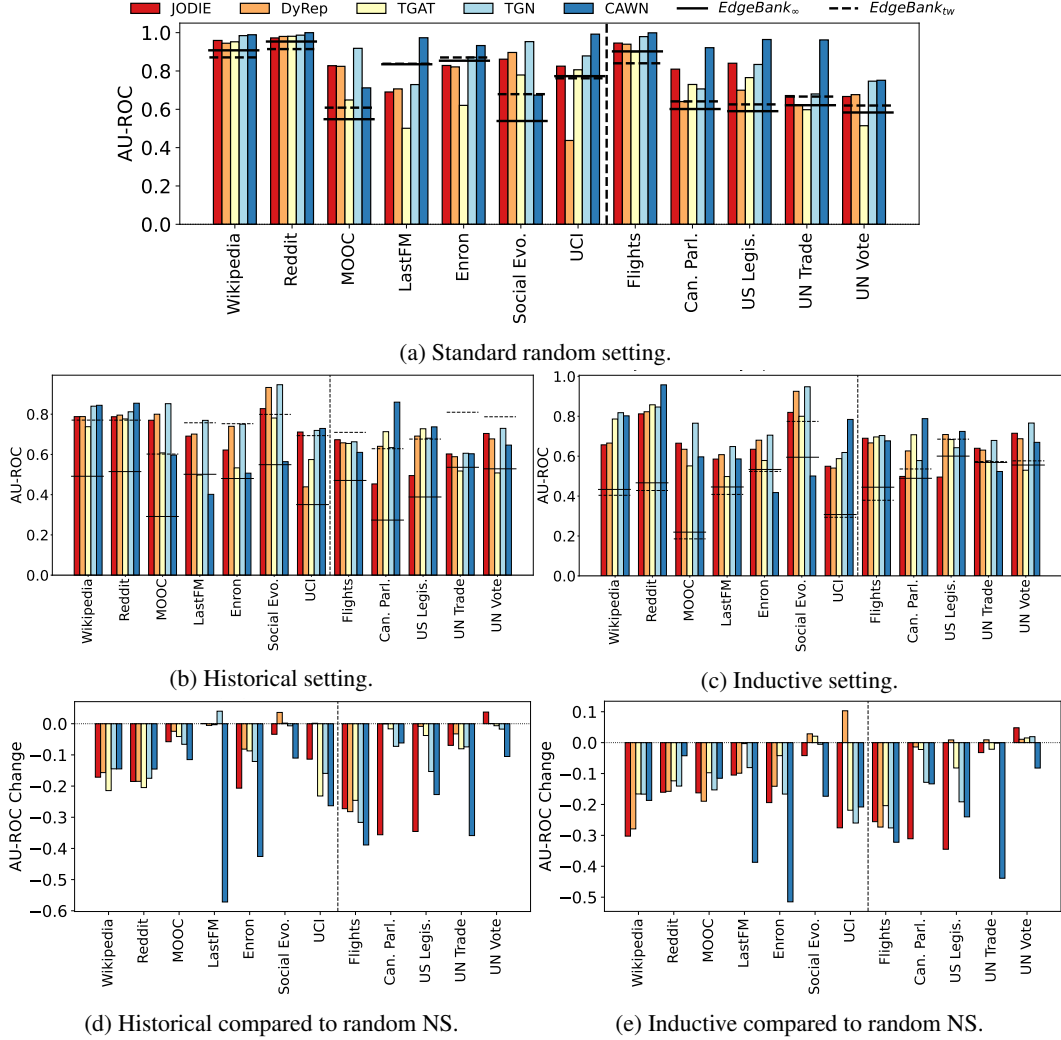 JODIE DyRep TGAT TGN CAWN EdgeBank∞ EdgeBanktw
AU-ROC
1.0
0.8
0.6
0.4
0.2
0.0
Wikipedia
Reddit
MOOC
LastFM
Enron
Social Evo.
UCI
Flights
Can. Parl.
US Legis.
UN Trade
UN Vote
(a) Standard random setting.
AU-ROC
0.8
0.6
0.4
0.2
0.0
Wikipedia
Reddit
MOOC
LastFM
Enron
Social Evo.
UCI
Flights
Can. Parl.
US Legis.
UN Trade
UN Vote
(b) Historical setting.
AU-ROC
1.0
0.8
0.6
0.4
0.2
0.0
Wikipedia
Reddit
MOOC
LastFM
Enron
Social Evo.
UCI
Flights
Can. Parl.
US Legis.
UN Trade
UN Vote
(c) Inductive setting.
AU-ROC Change
0.0
−0.1
−0.2
−0.3
−0.4
−0.5
−0.6
Wikipedia
Reddit
MOOC
LastFM
Enron
Social Evo.
UCI
Flights
Can. Parl.
US Legis.
UN Trade
UN Vote
(d) Historical compared to random NS.
AU-ROC Change
0.1
0.0
−0.1
−0.2
−0.3
−0.4
−0.5
Wikipedia
Reddit
MOOC
LastFM
Enron
Social Evo.
UCI
Flights
Can. Parl.
US Legis.
UN Trade
UN Vote
(e) Inductive compared to random NS.